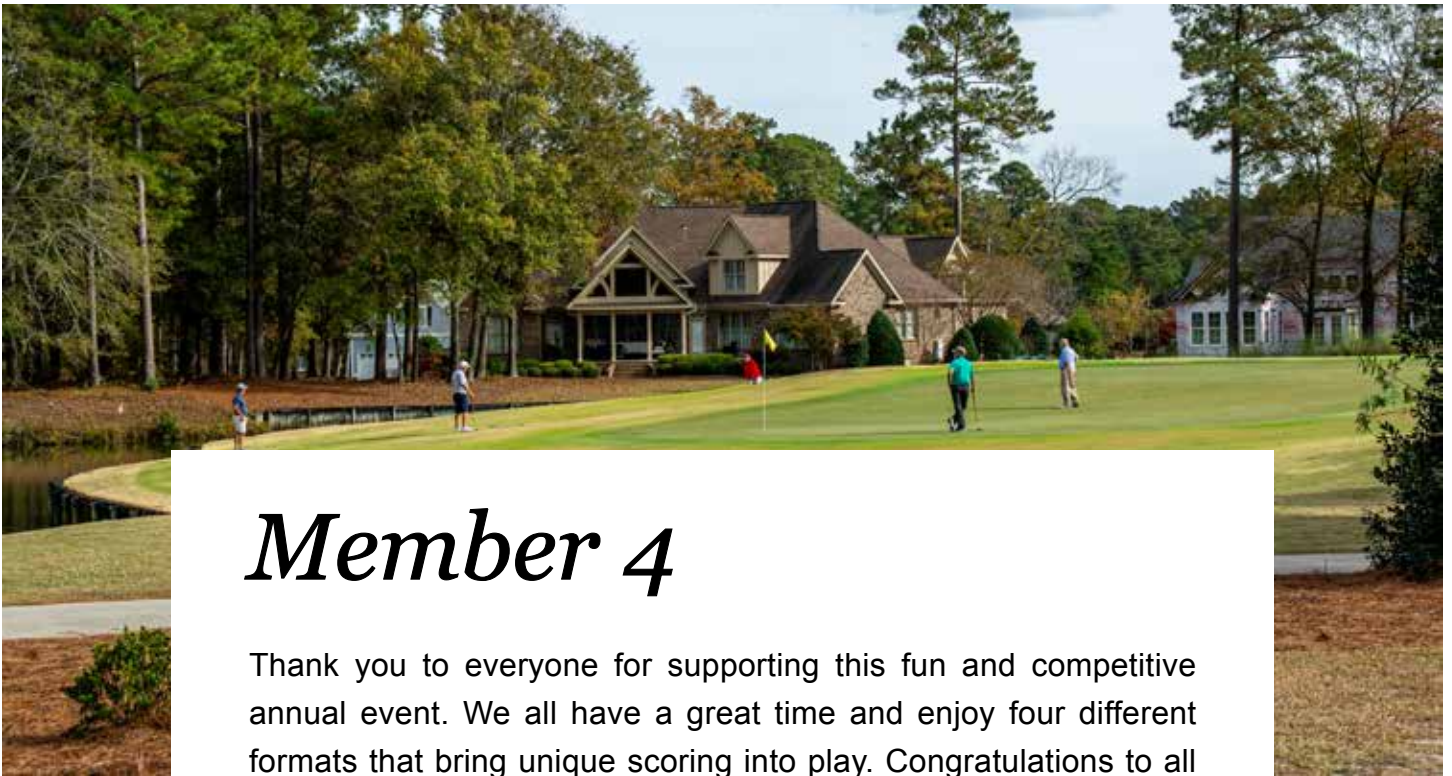 Member 4
Thank you to everyone for supporting this fun and competitive
annual event. We all have a great time and enjoy four different
formats that bring unique scoring into play. Congratulations to all